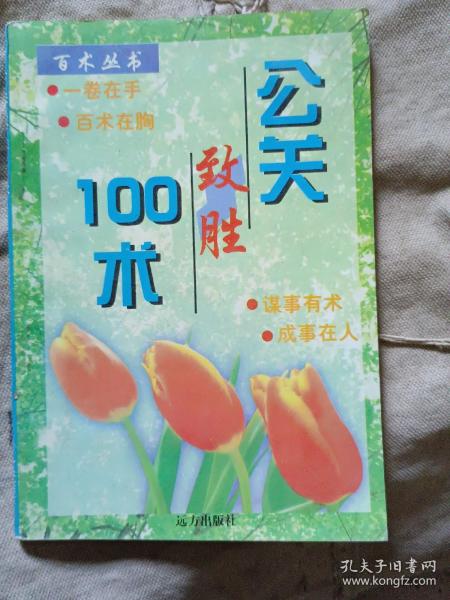 百术丛书
一卷在手
百术在胸
公关
致胜
100
术
谋事有术
成事在人
远方出版社
孔夫子旧书网
www.kongfz.com